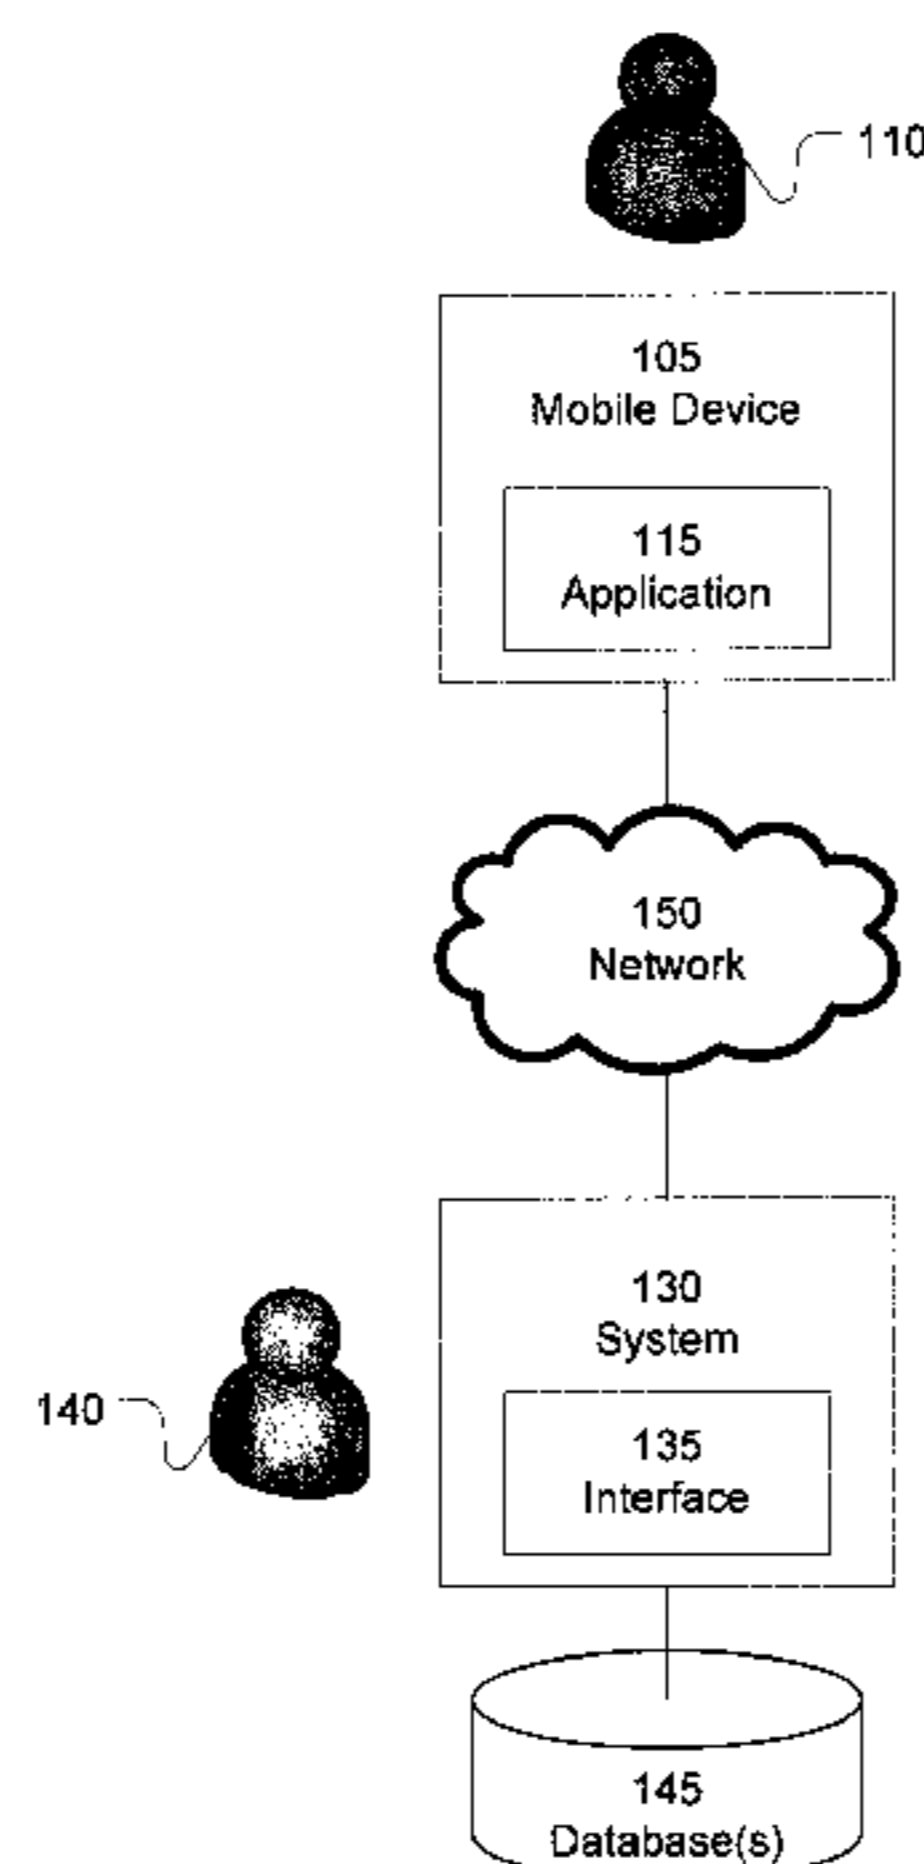 110
105
Mobile Device
115
Application
150
Network
130
System
140
135
Interface
145
Database(s)